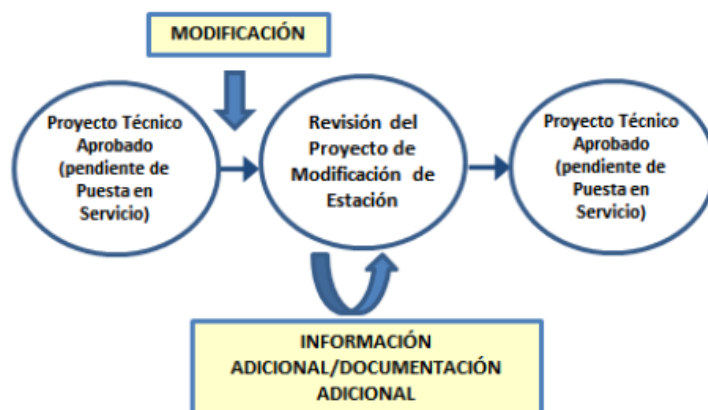 MODIFICACIÓN
Proyecto Técnico
Aprobado
(pendiente de
Puesta en
Servicio)
Revisión del
Proyecto de
Modificación de
Estación
Proyecto Técnico
Aprobado
(pendiente de
Puesta en
Servicio)
INFORMACIÓN
ADICIONAL/DOCUMENTACIÓN
ADICIONAL